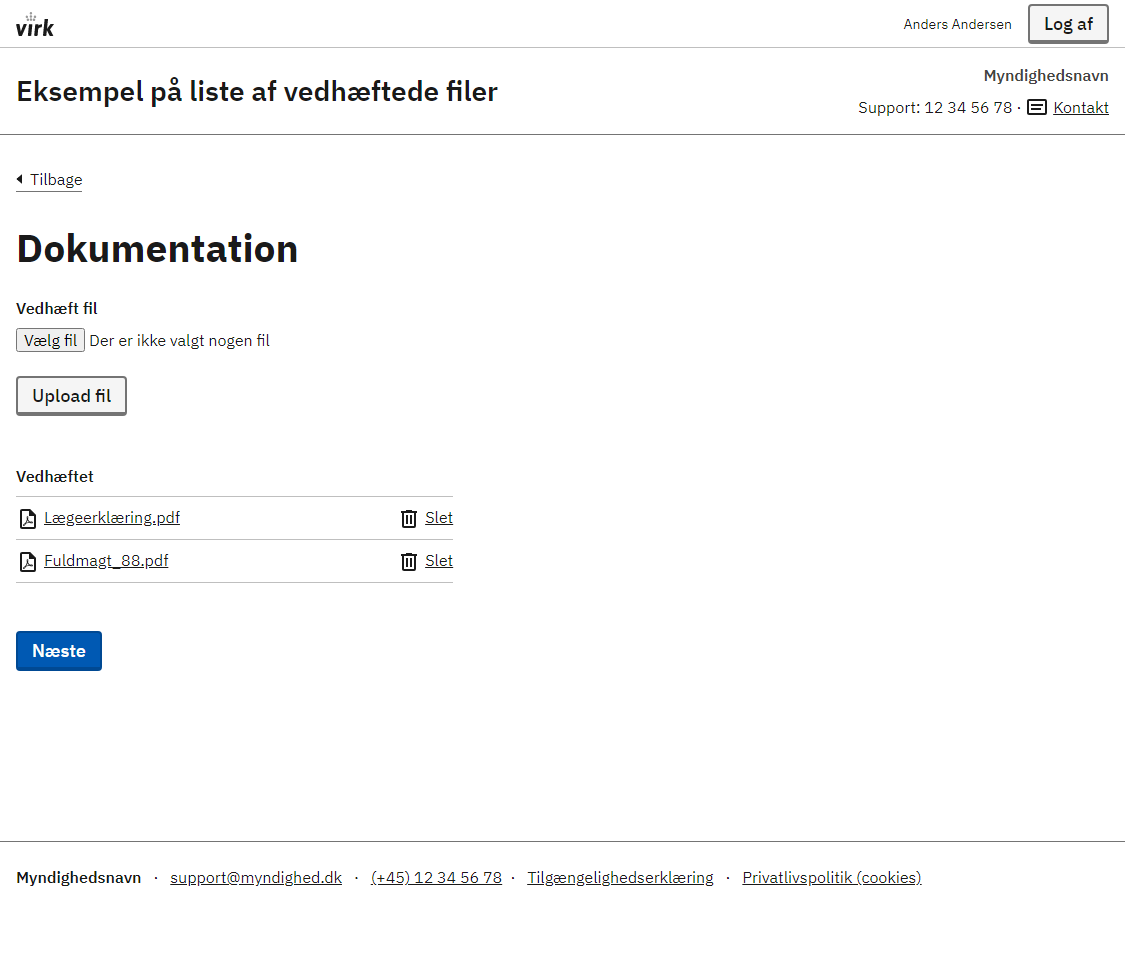 virk
Anders Andersen
Log af
Eksempel på liste af vedhæftede filer
Myndighedsnavn
Support: 12 34 56 78 · Kontakt
Tilbage
Dokumentation
Vedhæft fil
Vælg fil Der er ikke valgt nogen fil
Upload fil
Vedhæftet
Lægeerklæring.pdf Slet
Fuldmagt_88.pdf Slet
Næste
Myndighedsnavn · support@myndighed.dk · (+45) 12 34 56 78 · Tilgængelighedserklæring · Privatlivspolitik (cookies)